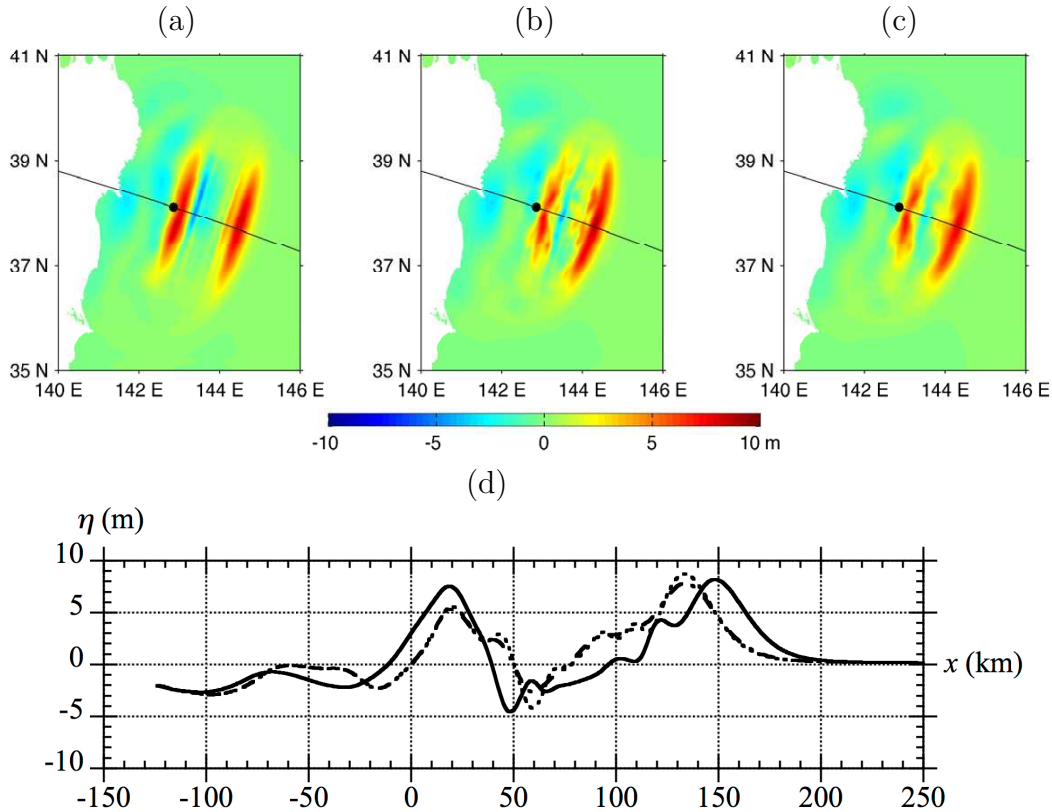 (a) (b) (c)
41 N 41 N 41 N
39 N 39 N 39 N
37 N 37 N 37 N
35 N 35 N 35 N
140 E 142 E 144 E 146 E 140 E 142 E 144 E 146 E 140 E 142 E 144 E 146 E
-10 -5 0 5 10 m
(d)
η (m)
10
5
0
x (km)
-5
-10
-150 -100 -50 0 50 100 150 200 250